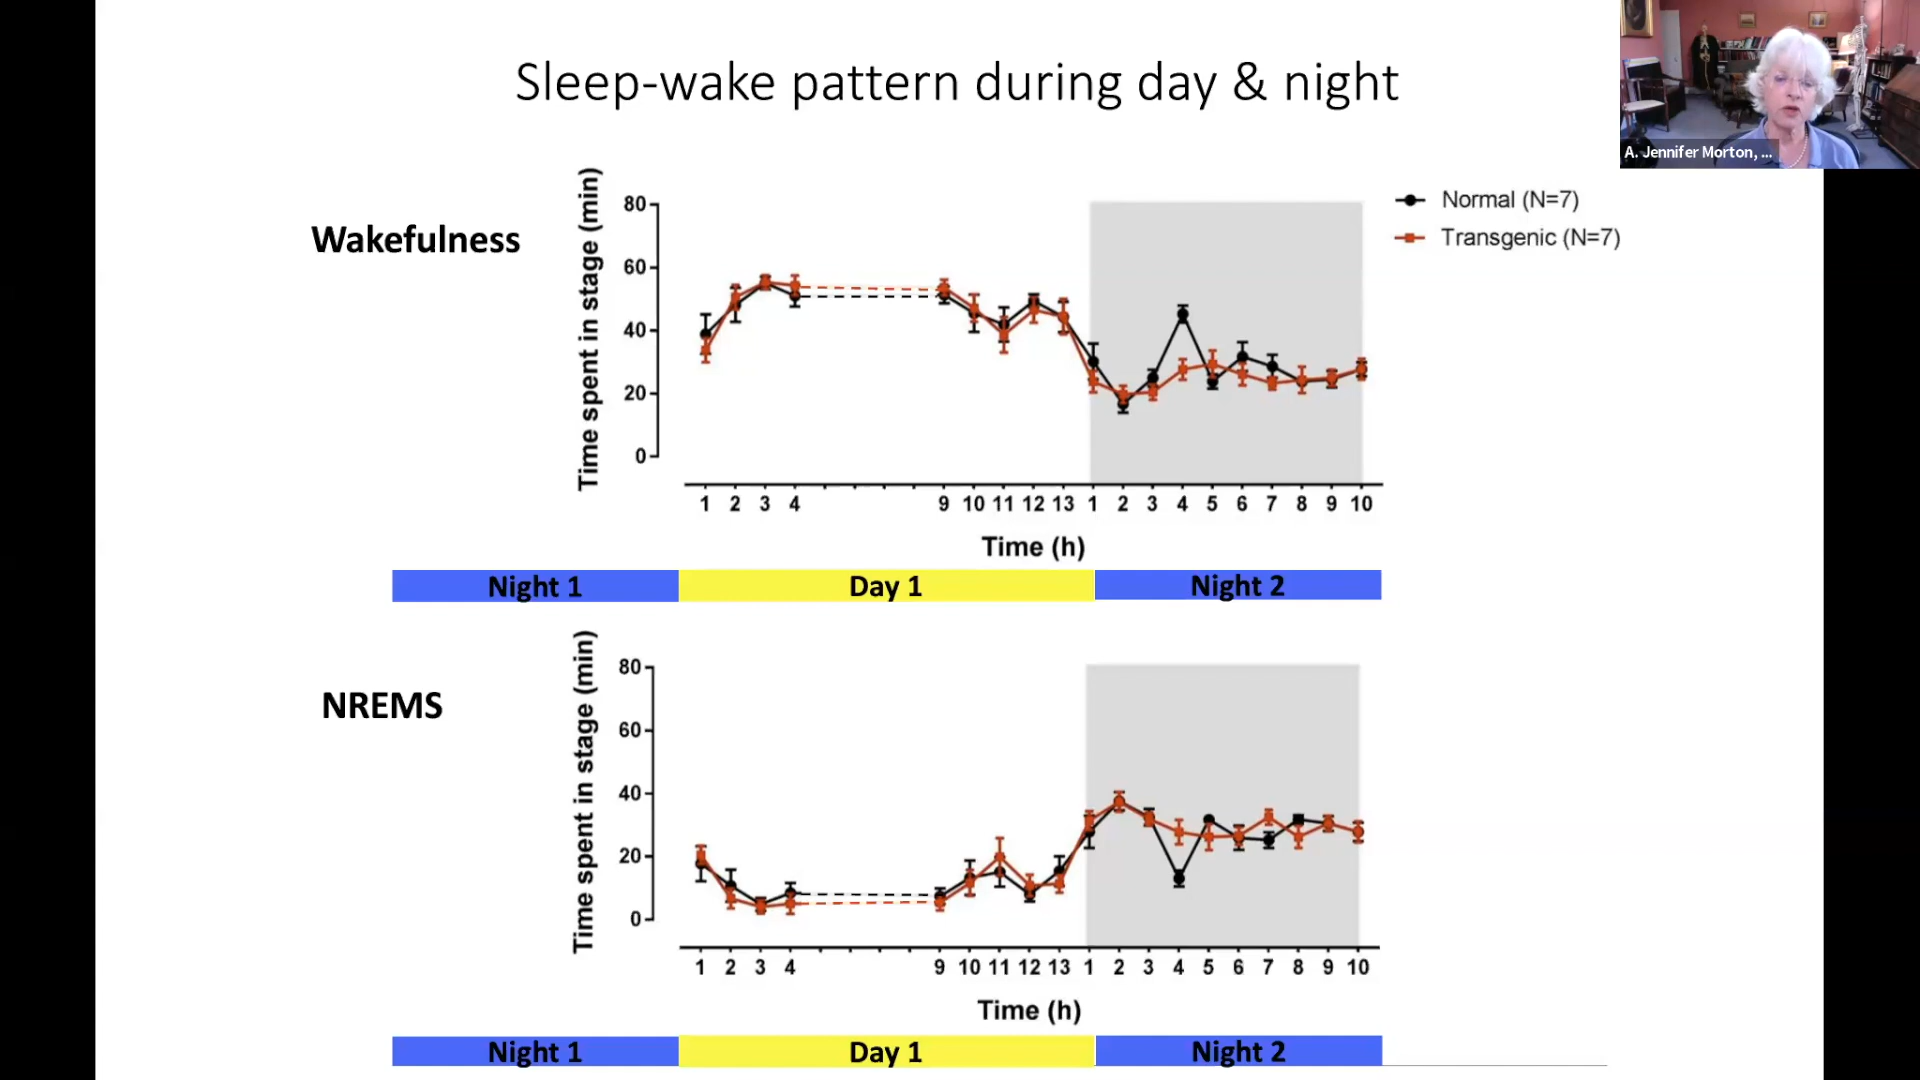 Sleep-wake pattern during day & night
A. Jennifer Morton, ...
Wakefulness
Time spent in stage (min)
80
60
40
20
0
Normal (N=7)
Transgenic (N=7)
1 2 3 4 9 10 11 12 13 1 2 3 4 5 6 7 8 9 10
Time (h)
Night 1 Day 1 Night 2
NREMS
Time spent in stage (min)
80
60
40
20
0
1 2 3 4 9 10 11 12 13 1 2 3 4 5 6 7 8 9 10
Time (h)
Night 1 Day 1 Night 2